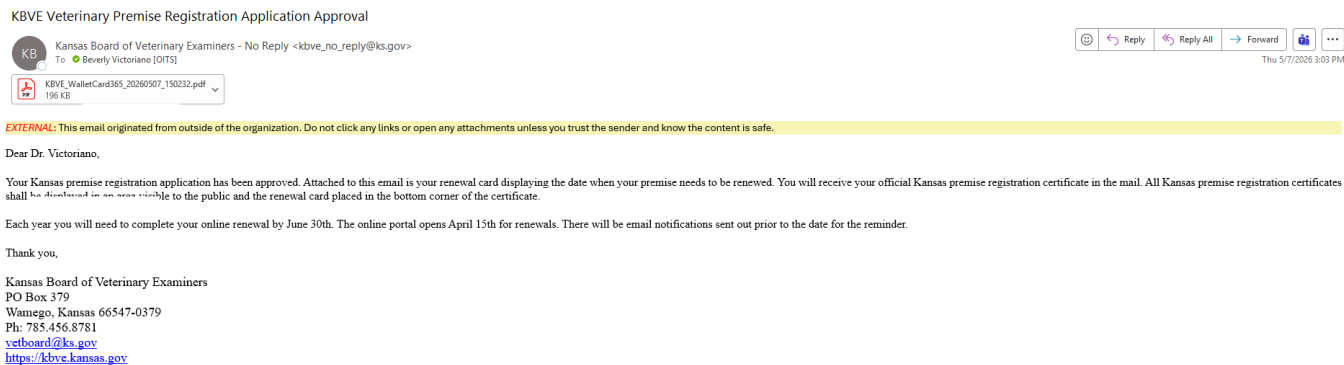 KBVE Veterinary Premise Registration Application Approval
KB
Kansas Board of Veterinary Examiners - No Reply <kbve_no_reply@ks.gov>
To Beverly Victoriano [OITS]
Reply
Reply All
Forward
Thu 5/7/2026 3:03 PM
KBVE_WalletCard365_20260507_150232.pdf
196 KB
EXTERNAL: This email originated from outside of the organization. Do not click any links or open any attachments unless you trust the sender and know the content is safe.
Dear Dr. Victoriano,
Your Kansas premise registration application has been approved. Attached to this email is your renewal card displaying the date when your premise needs to be renewed. You will receive your official Kansas premise registration certificate in the mail. All Kansas premise registration certificates
shall be displayed in an area visible to the public and the renewal card placed in the bottom corner of the certificate.
Each year you will need to complete your online renewal by June 30th. The online portal opens April 15th for renewals. There will be email notifications sent out prior to the date for the reminder.
Thank you,
Kansas Board of Veterinary Examiners
PO Box 379
Wamego, Kansas 66547-0379
Ph: 785.456.8781
vetboard@ks.gov
https://kbve.kansas.gov